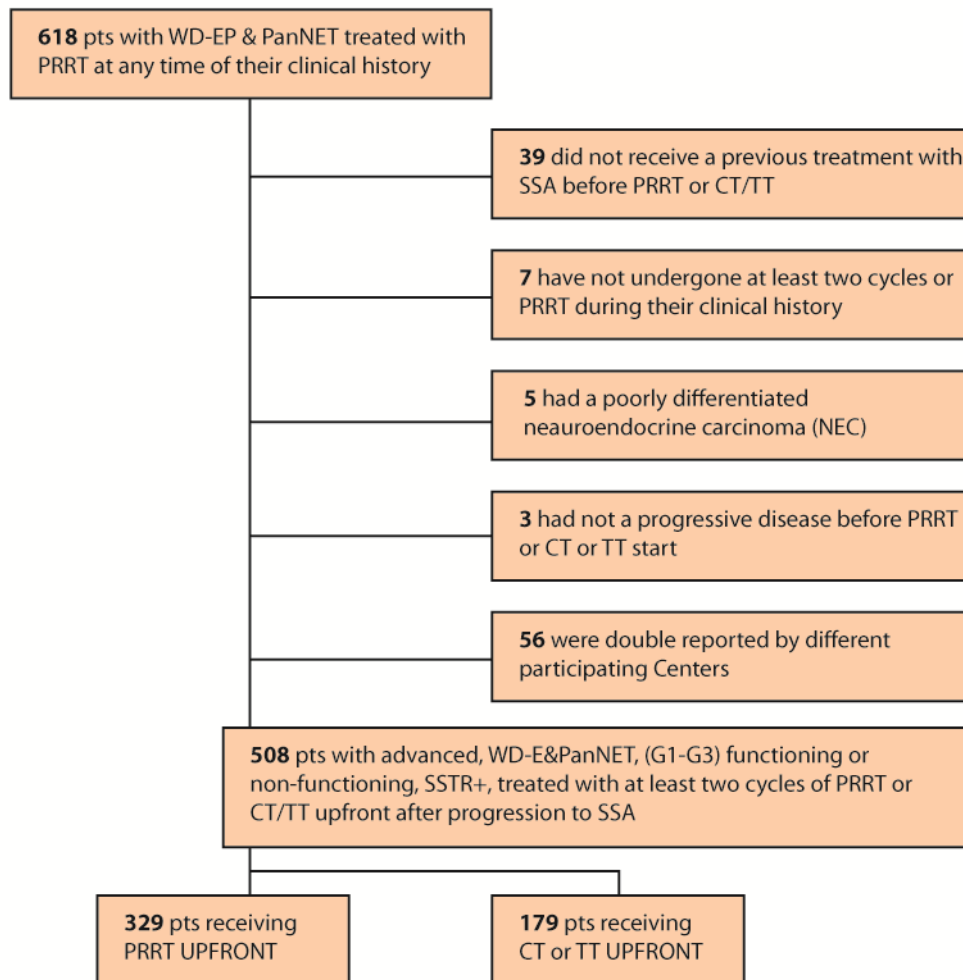 618 pts with WD-EP & PanNET treated with
PRRT at any time of their clinical history
39 did not receive a previous treatment with
SSA before PRRT or CT/TT
7 have not undergone at least two cycles or
PRRT during their clinical history
5 had a poorly differentiated
neauroendocrine carcinoma (NEC)
3 had not a progressive disease before PRRT
or CT or TT start
56 were double reported by different
participating Centers
508 pts with advanced, WD-E&PanNET, (G1-G3) functioning or
non-functioning, SSTR+, treated with at least two cycles of PRRT or
CT/TT upfront after progression to SSA
329 pts receiving
PRRT UPFRONT
179 pts receiving
CT or TT UPFRONT